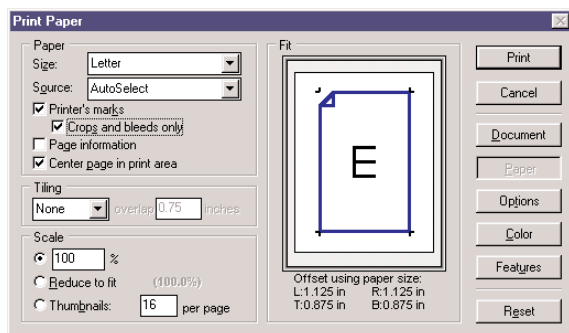 Print Paper
Paper
Size: Letter
Source: AutoSelect
Printer's marks
Crops and bleeds only
Page information
Center page in print area
Tiling
None overlap 0.75 inches
Scale
100 %
Reduce to fit (100.0%)
Thumbnails: 16 per page
Fit
E
Offset using paper size:
L:1.125 in R:1.125 in
T:0.875 in B:0.875 in
Print
Cancel
Document
Paper
Options
Color
Features
Reset